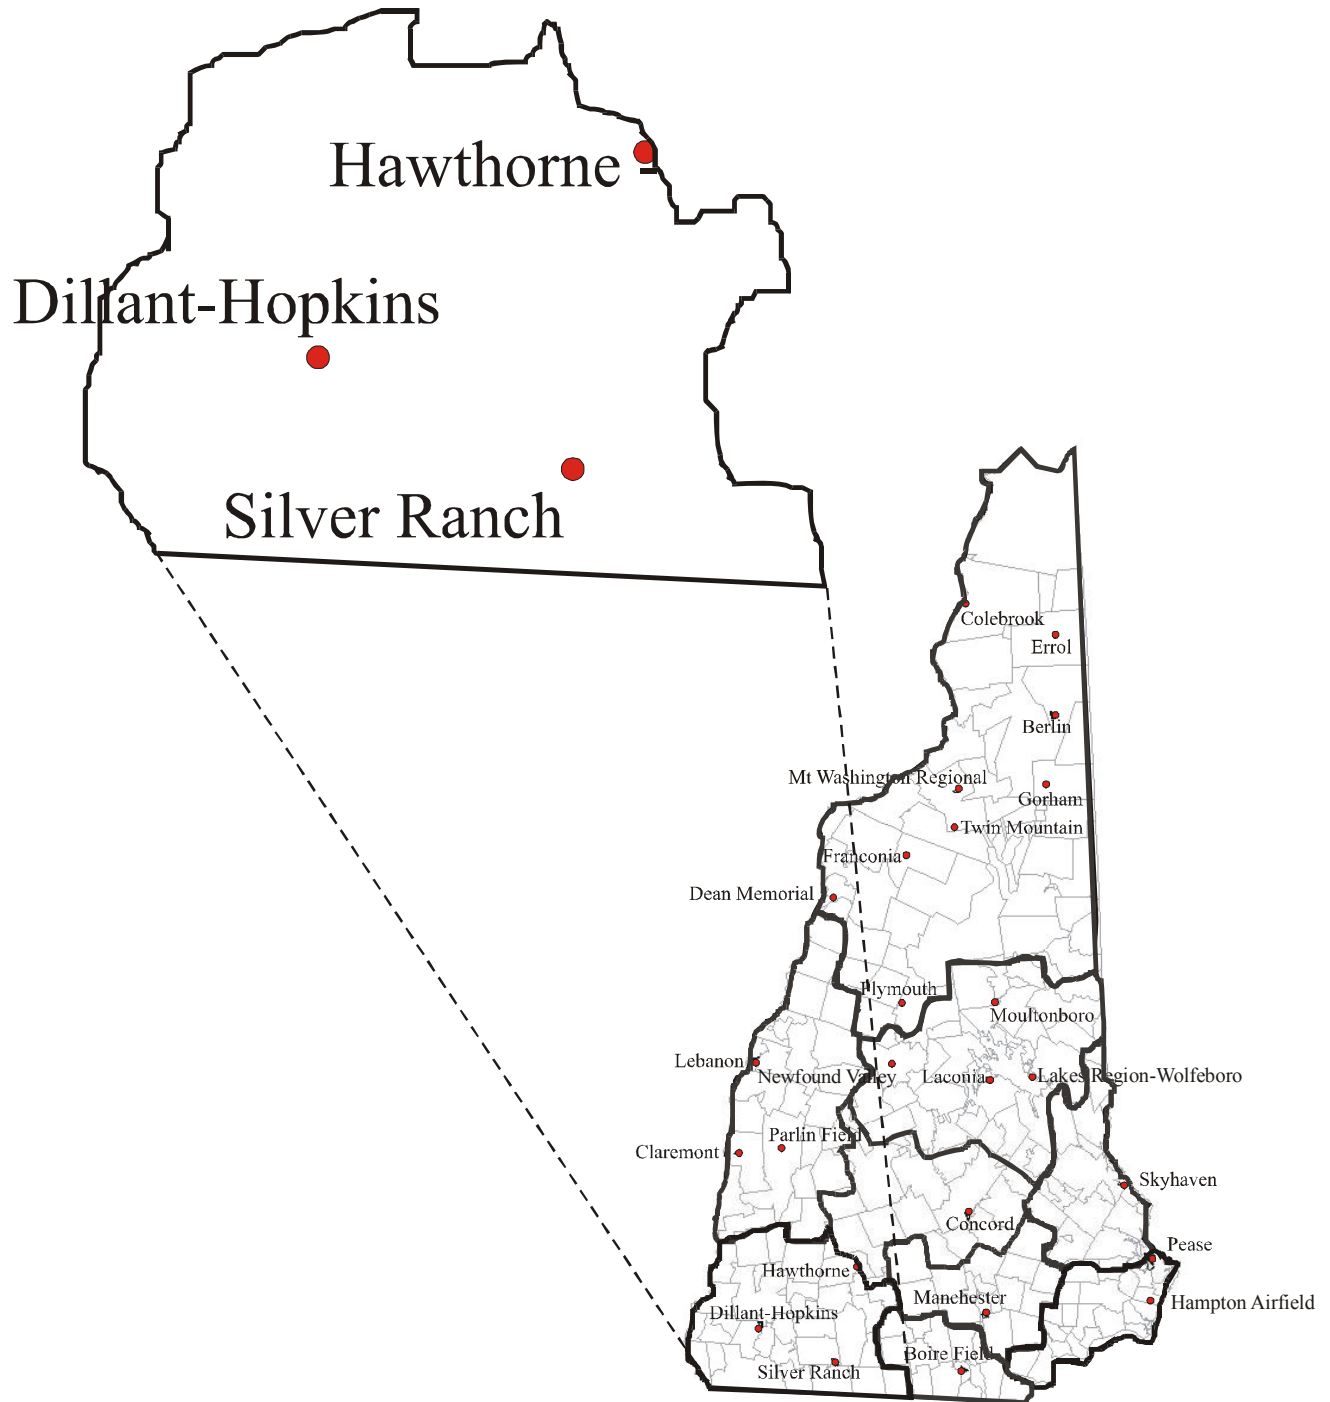 Hawthorne
Dillant-Hopkins
Silver Ranch
Colebrook
Errol
Berlin
Mt Washington Regional
Gorham
Twin Mountain
Franconia
Dean Memorial
Plymouth
Moultonboro
Lebanon
Newfound Valley
Laconia
Lakes Region-Wolfeboro
Parlin Field
Claremont
Skyhaven
Concord
Pease
Hawthorne
Manchester
Hampton Airfield
Dillant-Hopkins
Boire Field
Silver Ranch